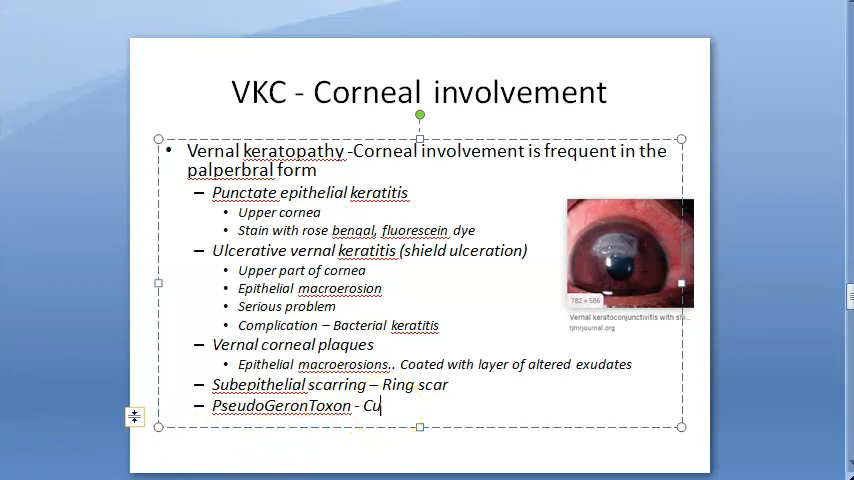 VKC - Corneal involvement
• Vernal keratopathy -Corneal involvement is frequent in the
palperbral form
– Punctate epithelial keratitis
• Upper cornea
• Stain with rose bengal, fluorescein dye
– Ulcerative vernal keratitis (shield ulceration)
• Upper part of cornea
• Epithelial macroerosion
• Serious problem
• Complication – Bacterial keratitis
– Vernal corneal plaques
• Epithelial macroerosions.. Coated with layer of altered exudates
– Subepithelial scarring – Ring scar
– PseudoGeronToxon - Cu
782 × 586
Vernal keratoconjunctivitis with shi...
tjmrjournal.org